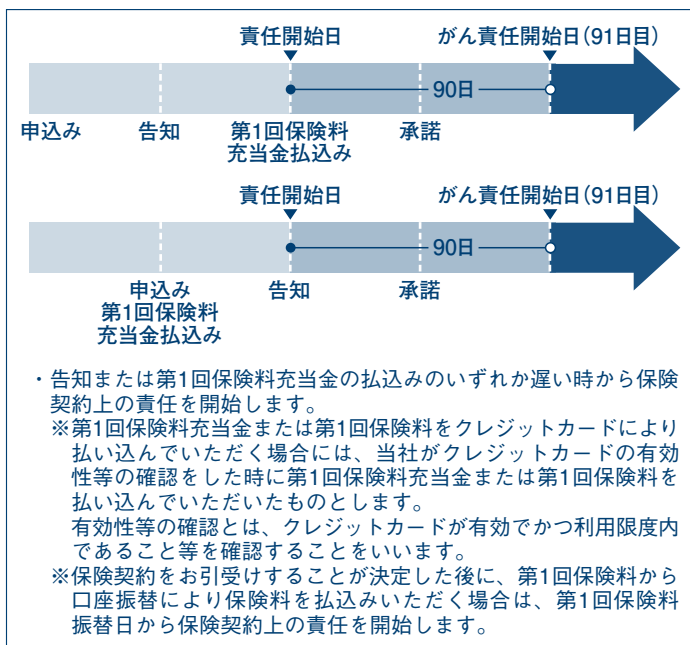 責任開始日
がん責任開始日(91日目)
90日
申込み
告知
第1回保険料
充当金払込み
承諾
責任開始日
がん責任開始日(91日目)
90日
申込み
第1回保険料
充当金払込み
告知
承諾
・告知または第1回保険料充当金の払込みのいずれか遅い時から保険
契約上の責任を開始します。
※第1回保険料充当金または第1回保険料をクレジットカードにより
払い込んでいただく場合には、当社がクレジットカードの有効
性等の確認をした時に第1回保険料充当金または第1回保険料を
払い込んでいただいたものとします。
有効性等の確認とは、クレジットカードが有効でかつ利用限度内
であること等を確認することをいいます。
※保険契約をお引受けすることが決定した後に、第1回保険料から
口座振替により保険料を払込みいただく場合は、第1回保険料
振替日から保険契約上の責任を開始します。